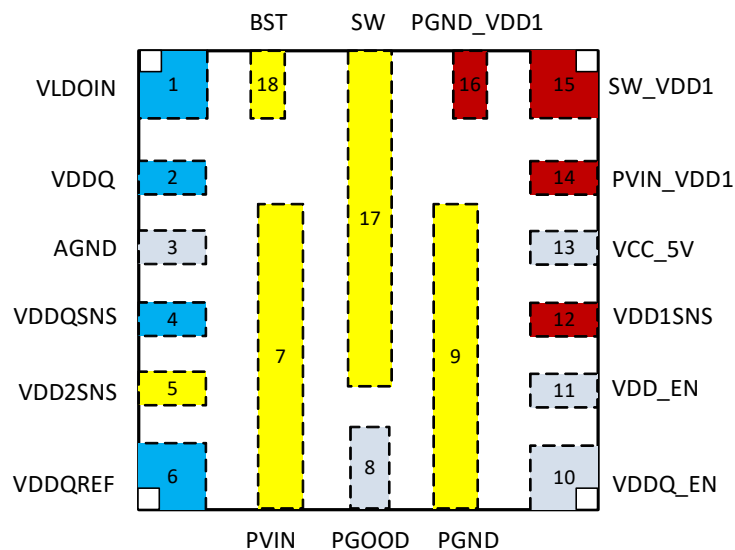 BST SW PGND_VDD1
VLDOIN 1 18 16 15 SW_VDD1
VDDQ 2 14 PVIN_VDD1
17
AGND 3 13 VCC_5V
VDDQSNS 4 12 VDD1SNS
7 9
VDD2SNS 5 11 VDD_EN
8
VDDQREF 6 10 VDDQ_EN
PVIN PGOOD PGND